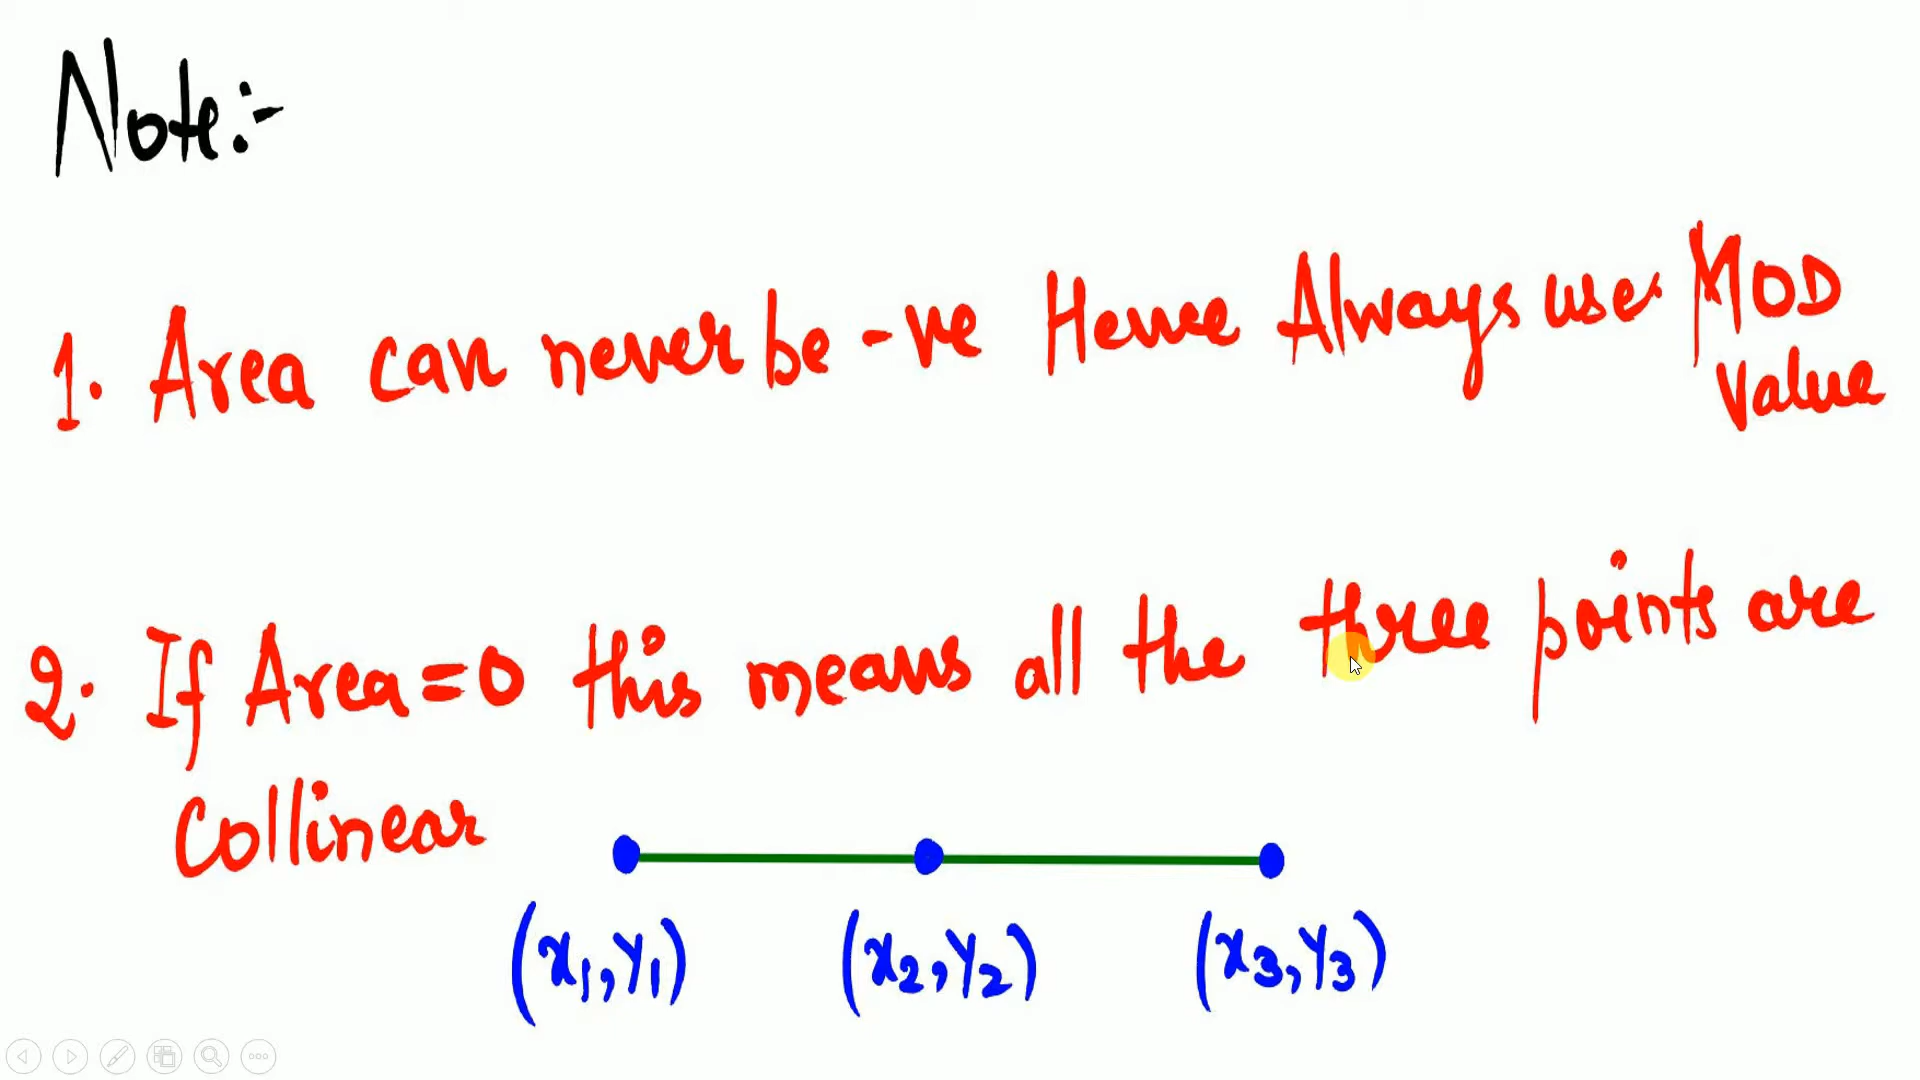 Note:-
1. Area can never be -ve Hence Always use MOD
value
2. If Area=0 this means all the three points are
Collinear
(x1,y1) (x2,y2) (x3,y3)